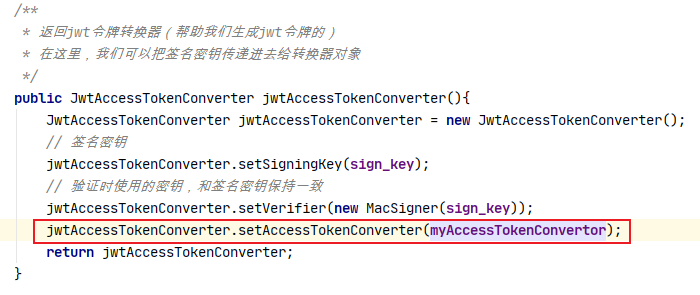 /**
 * 返回jwt令牌转换器（帮助我们生成jwt令牌的）
 * 在这里，我们可以把签名密钥传递进去给转换器对象
 */
public JwtAccessTokenConverter jwtAccessTokenConverter(){
    JwtAccessTokenConverter jwtAccessTokenConverter = new JwtAccessTokenConverter();
    // 签名密钥
    jwtAccessTokenConverter.setSigningKey(sign_key);
    // 验证时使用的密钥，和签名密钥保持一致
    jwtAccessTokenConverter.setVerifier(new MacSigner(sign_key));
    jwtAccessTokenConverter.setAccessTokenConverter(myAccessTokenConvertor);
    return jwtAccessTokenConverter;
}